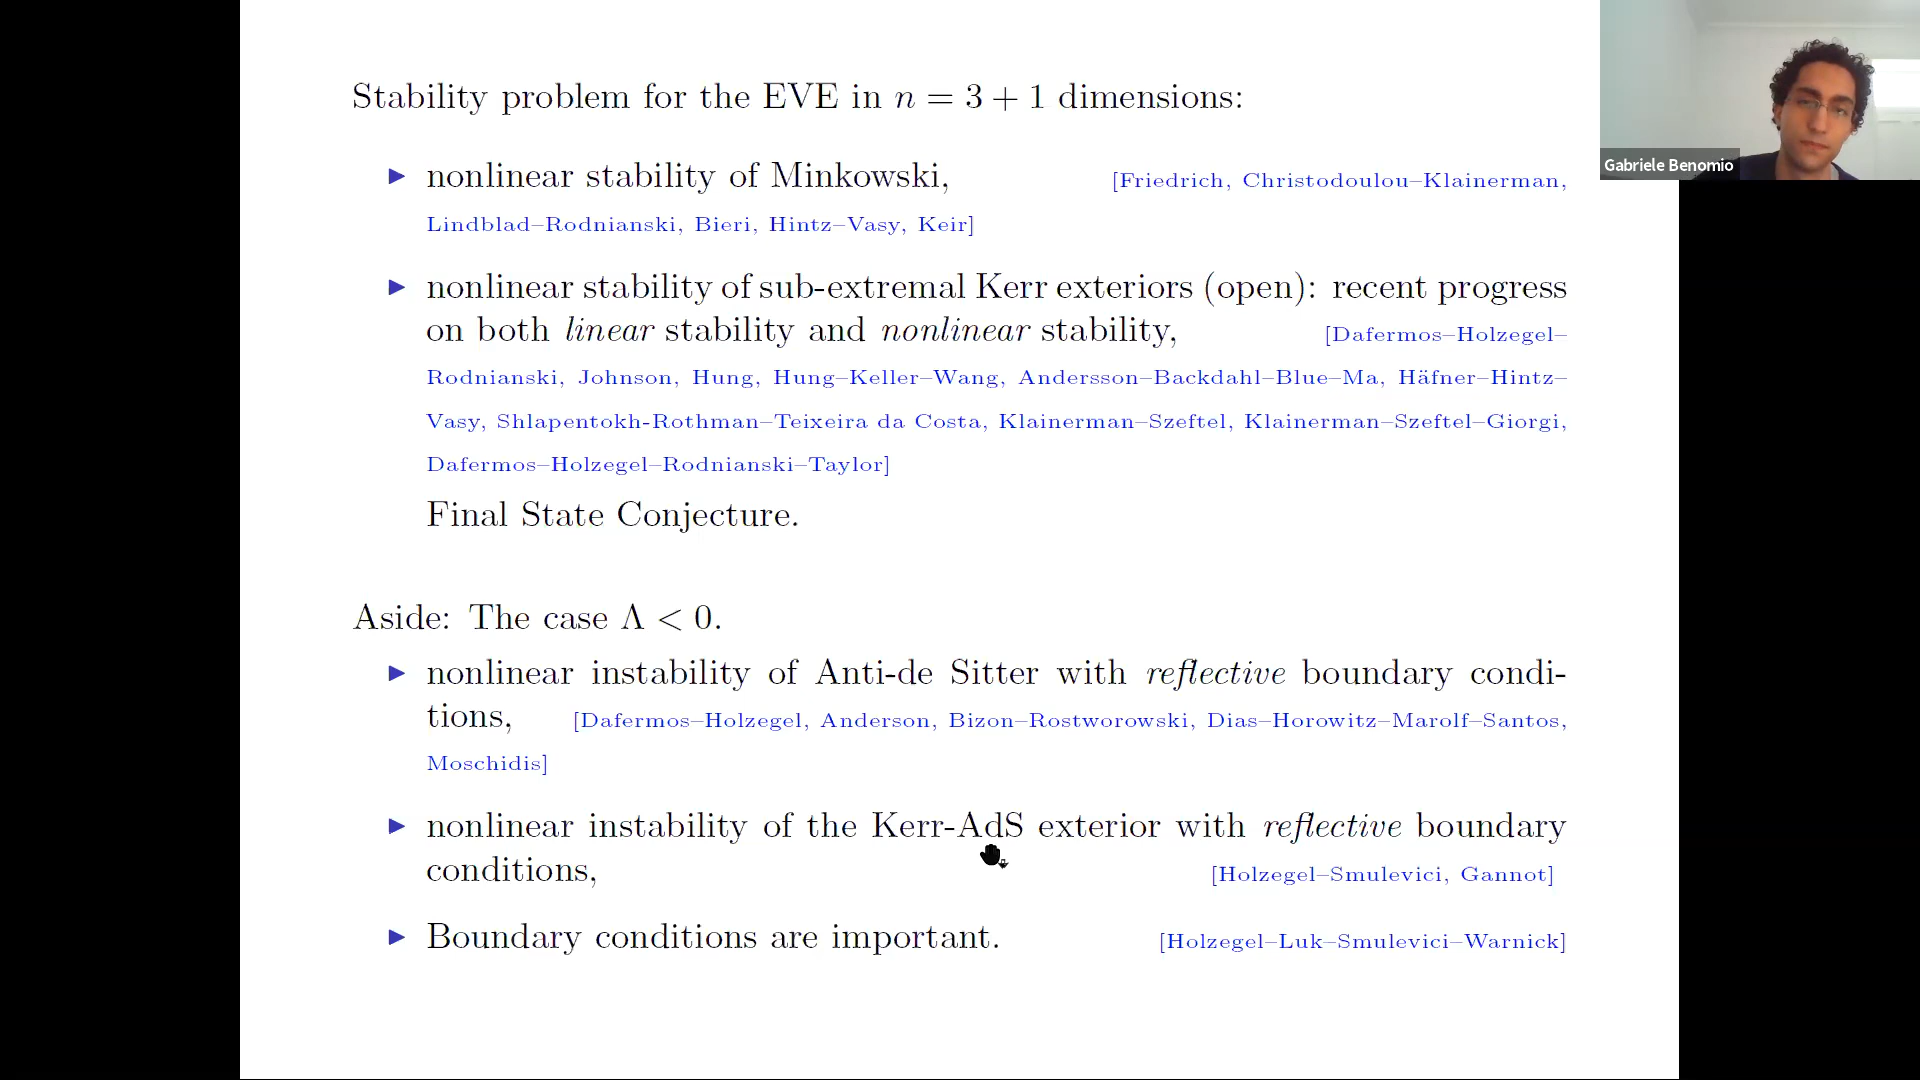 Stability problem for the EVE in n = 3 + 1 dimensions:
nonlinear stability of Minkowski, [Friedrich, Christodoulou–Klainerman,
Lindblad–Rodnianski, Bieri, Hintz–Vasy, Keir]
nonlinear stability of sub-extremal Kerr exteriors (open): recent progress
on both linear stability and nonlinear stability, [Dafermos–Holzegel–
Rodnianski, Johnson, Hung, Hung–Keller–Wang, Andersson–Backdahl–Blue–Ma, Häfner–Hintz–
Vasy, Shlapentokh-Rothman–Teixeira da Costa, Klainerman–Szeftel, Klainerman–Szeftel–Giorgi,
Dafermos–Holzegel–Rodnianski–Taylor]
Final State Conjecture.
Aside: The case Λ < 0.
nonlinear instability of Anti-de Sitter with reflective boundary condi-
tions, [Dafermos–Holzegel, Anderson, Bizon–Rostworowski, Dias–Horowitz–Marolf–Santos,
Moschidis]
nonlinear instability of the Kerr-AdS exterior with reflective boundary
conditions, [Holzegel–Smulevici, Gannot]
Boundary conditions are important. [Holzegel–Luk–Smulevici–Warnick]
Gabriele Benomio